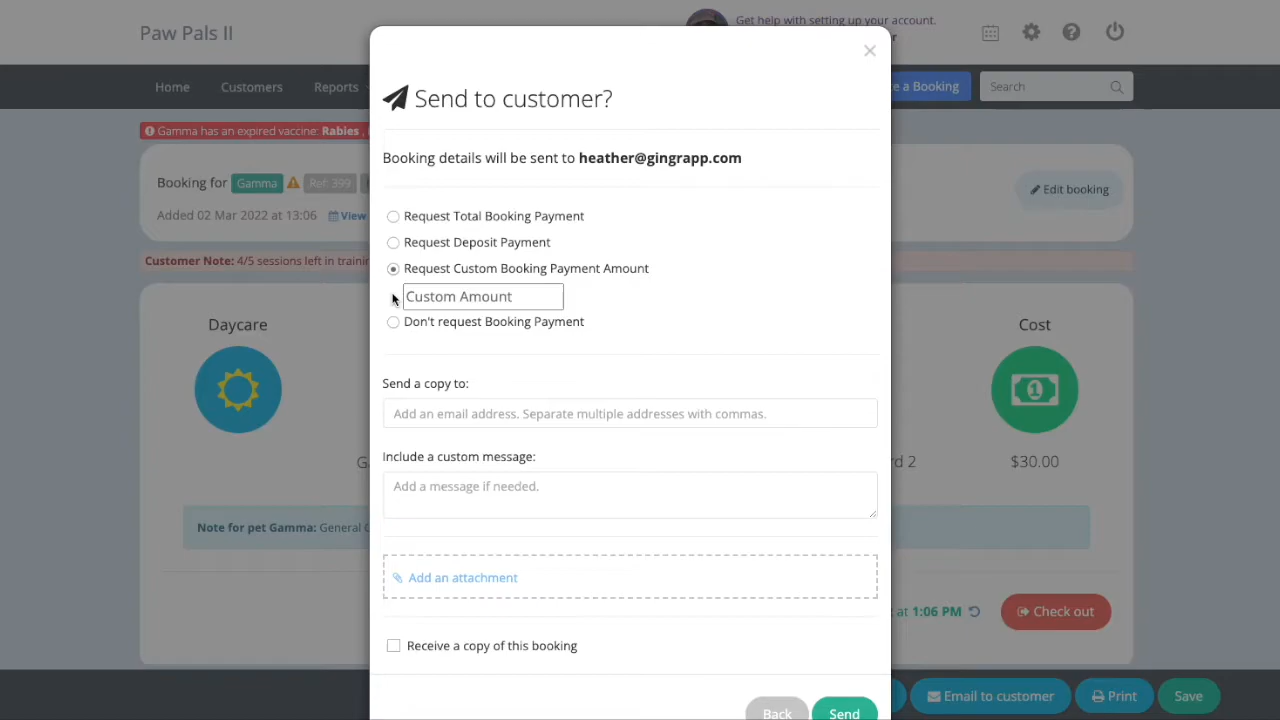 Paw Pals II
Get help with setting up your account.
Home Customers Reports
e a Booking
Search
Gamma has an expired vaccine: Rabies ,
Booking for Gamma Ref: 399
Added 02 Mar 2022 at 13:06 View
Edit booking
Customer Note: 4/5 sessions left in trainin
Daycare
Cost
rd 2
$30.00
Note for pet Gamma: General
at 1:06 PM
Check out
Email to customer Print Save
Send to customer?
Booking details will be sent to heather@gingrapp.com
Request Total Booking Payment
Request Deposit Payment
Request Custom Booking Payment Amount
Custom Amount
Don't request Booking Payment
Send a copy to:
Add an email address. Separate multiple addresses with commas.
Include a custom message:
Add a message if needed.
Add an attachment
Receive a copy of this booking
Back Send